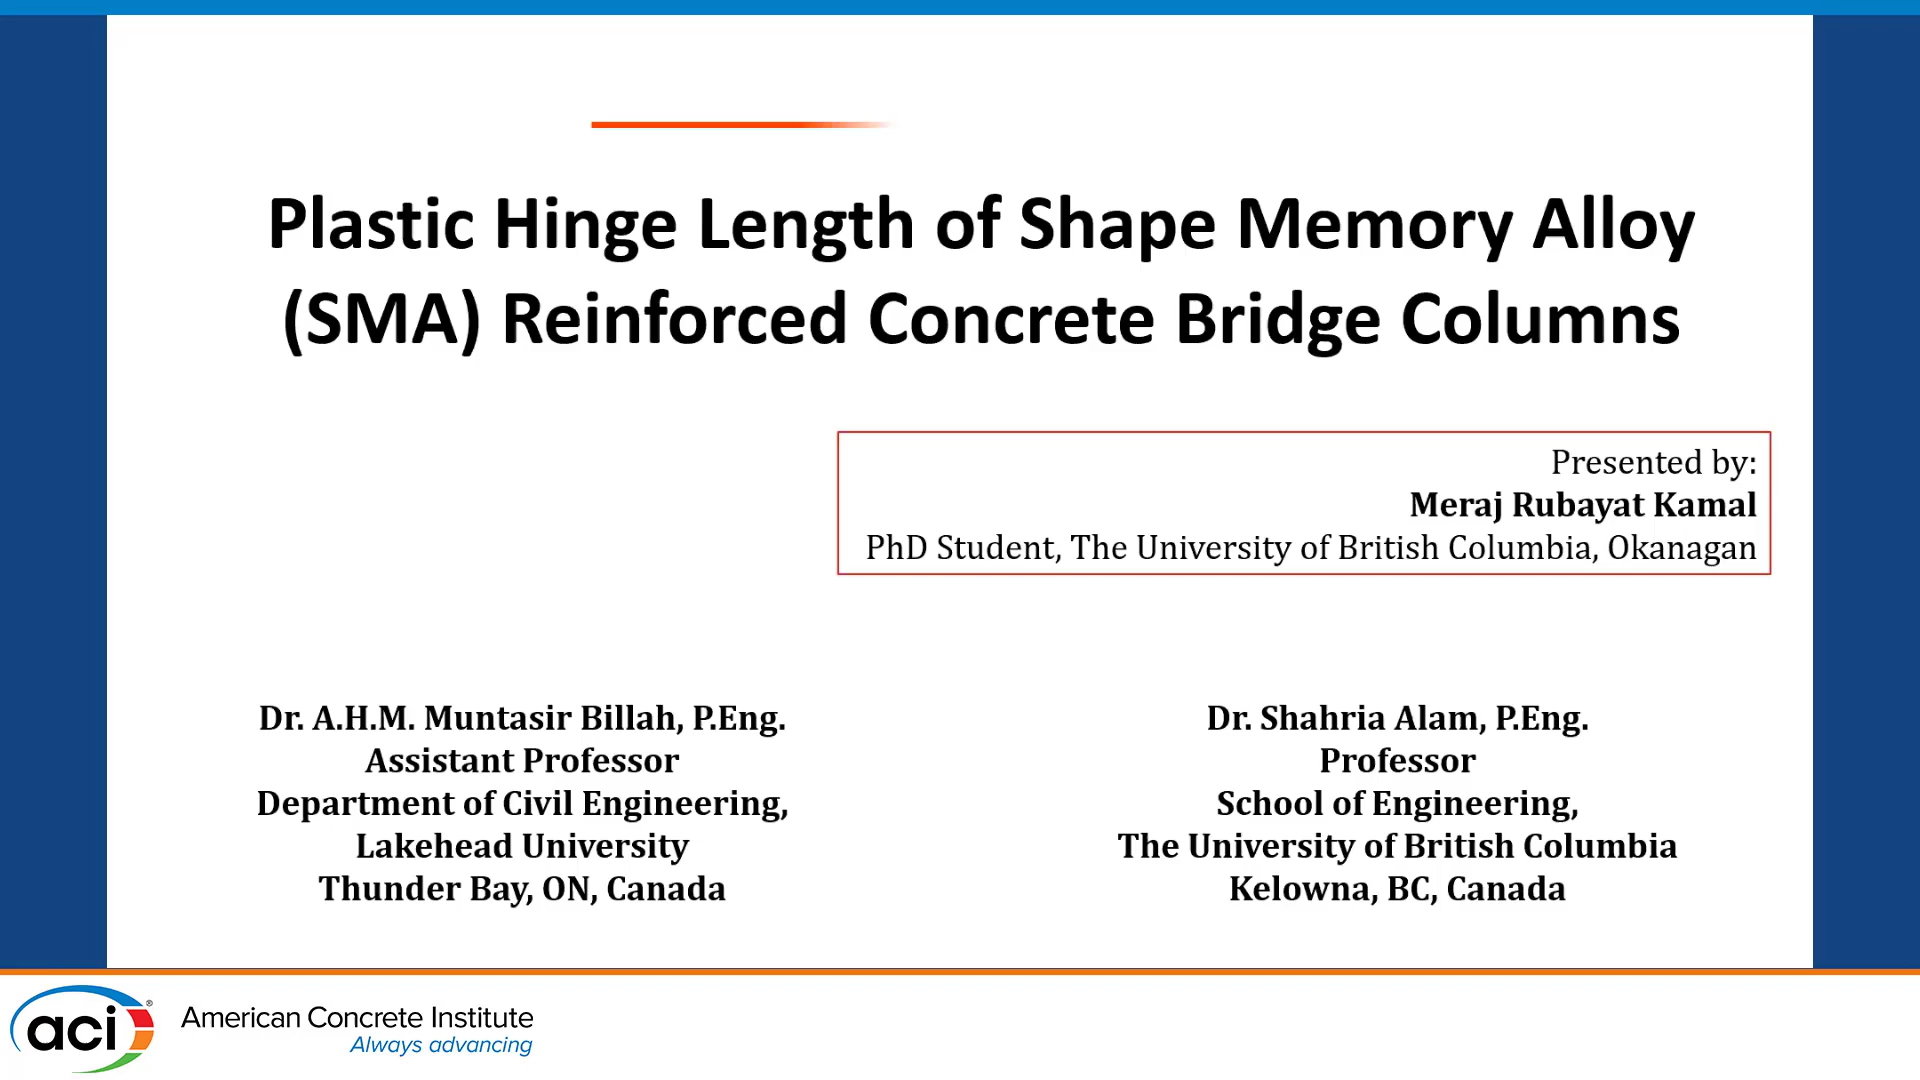 Plastic Hinge Length of Shape Memory Alloy
(SMA) Reinforced Concrete Bridge Columns
Presented by:
Meraj Rubayat Kamal
PhD Student, The University of British Columbia, Okanagan
Dr. A.H.M. Muntasir Billah, P.Eng.
Assistant Professor
Department of Civil Engineering,
Lakehead University
Thunder Bay, ON, Canada
Dr. Shahria Alam, P.Eng.
Professor
School of Engineering,
The University of British Columbia
Kelowna, BC, Canada
aci®
American Concrete Institute
Always advancing